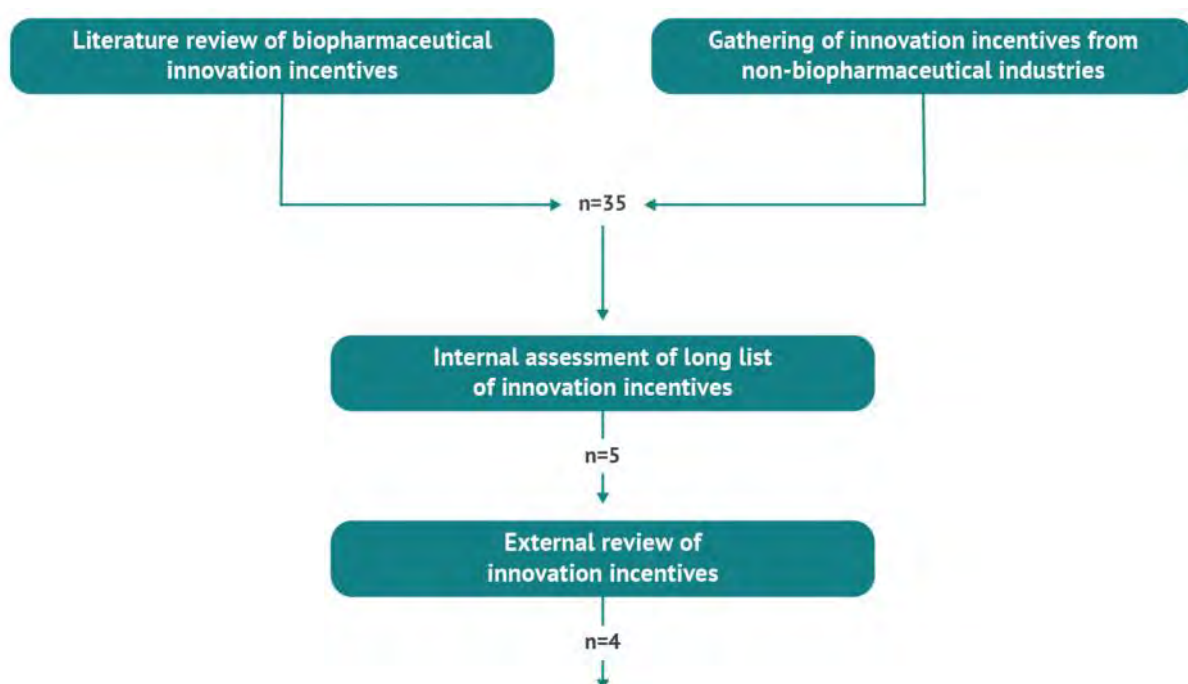 Literature review of biopharmaceutical
innovation incentives
Gathering of innovation incentives from
non-biopharmaceutical industries
n=35
Internal assessment of long list
of innovation incentives
n=5
External review of
innovation incentives
n=4